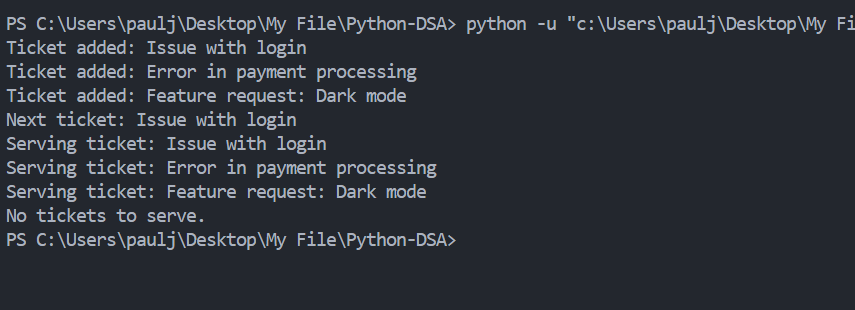 PS C:\Users\paulj\Desktop\My File\Python-DSA> python -u "c:\Users\paulj\Desktop\My Fi
Ticket added: Issue with login
Ticket added: Error in payment processing
Ticket added: Feature request: Dark mode
Next ticket: Issue with login
Serving ticket: Issue with login
Serving ticket: Error in payment processing
Serving ticket: Feature request: Dark mode
No tickets to serve.
PS C:\Users\paulj\Desktop\My File\Python-DSA>